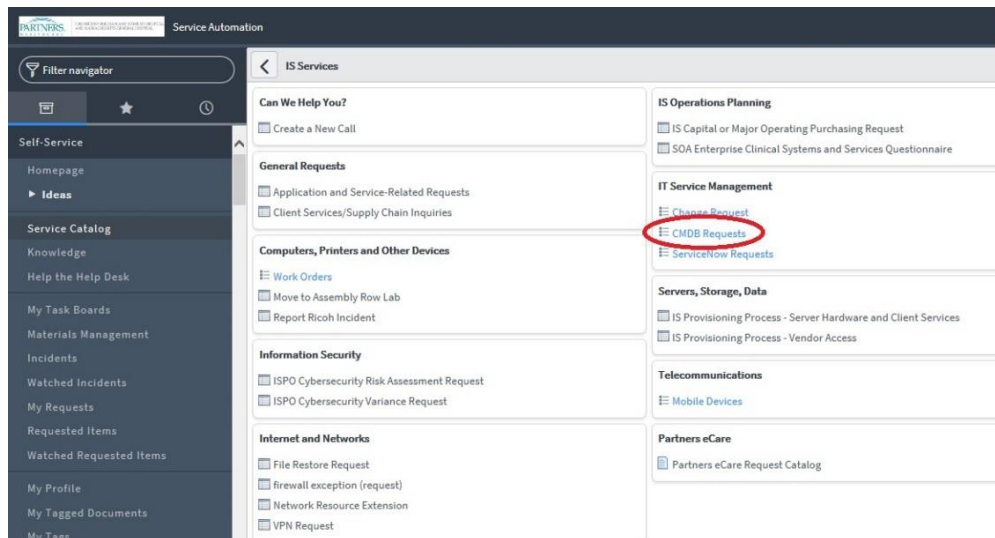 PARTNERS
HEALTHCARE
Service Automation
Filter navigator
Self-Service
Homepage
Ideas
Service Catalog
Knowledge
Help the Help Desk
My Task Boards
Materials Management
Incidents
Watched Incidents
My Requests
Requested Items
Watched Requested Items
My Profile
My Tagged Documents
My Tags
IS Services
Can We Help You?
Create a New Call
General Requests
Application and Service-Related Requests
Client Services/Supply Chain Inquiries
Computers, Printers and Other Devices
Work Orders
Move to Assembly Row Lab
Report Ricoh Incident
Information Security
ISPO Cybersecurity Risk Assessment Request
ISPO Cybersecurity Variance Request
Internet and Networks
File Restore Request
firewall exception (request)
Network Resource Extension
VPN Request
IS Operations Planning
IS Capital or Major Operating Purchasing Request
SOA Enterprise Clinical Systems and Services Questionnaire
IT Service Management
Change Request
CMDB Requests
ServiceNow Requests
Servers, Storage, Data
IS Provisioning Process - Server Hardware and Client Services
IS Provisioning Process - Vendor Access
Telecommunications
Mobile Devices
Partners eCare
Partners eCare Request Catalog